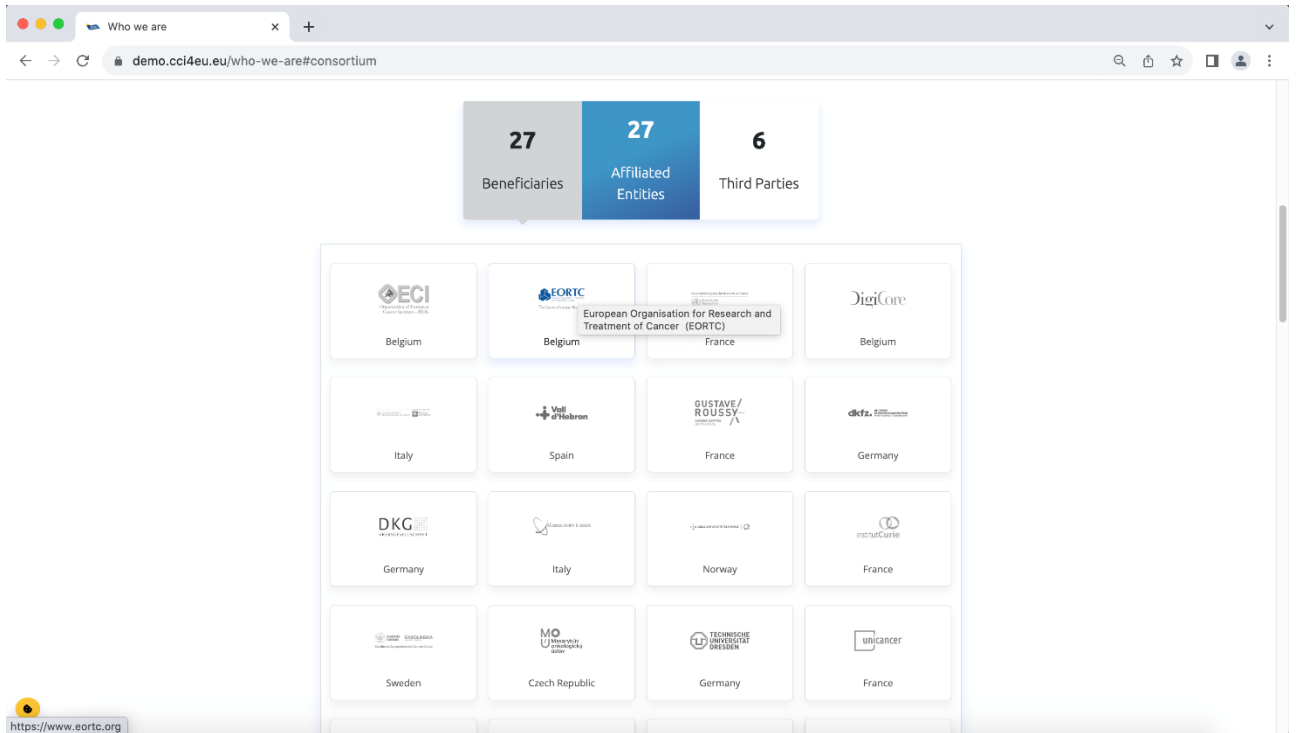 Who we are
demo.cci4eu.eu/who-we-are#consortium
27
Beneficiaries
27
Affiliated
Entities
6
Third Parties
OECI
Belgium
EORTC
Belgium
European Organisation for Research and
Treatment of Cancer (EORTC)
France
DigiCore
Belgium
Italy
Vall
d'Hebron
Spain
GUSTAVE/
ROUSSY
France
dkfz.
Germany
DKG
Germany
Italy
Norway
institutCurie
France
KAROLINSKA
Sweden
MOU
Masarykův
onkologický
ústav
Czech Republic
TECHNISCHE
UNIVERSITÄT
DRESDEN
Germany
unicancer
France
https://www.eortc.org